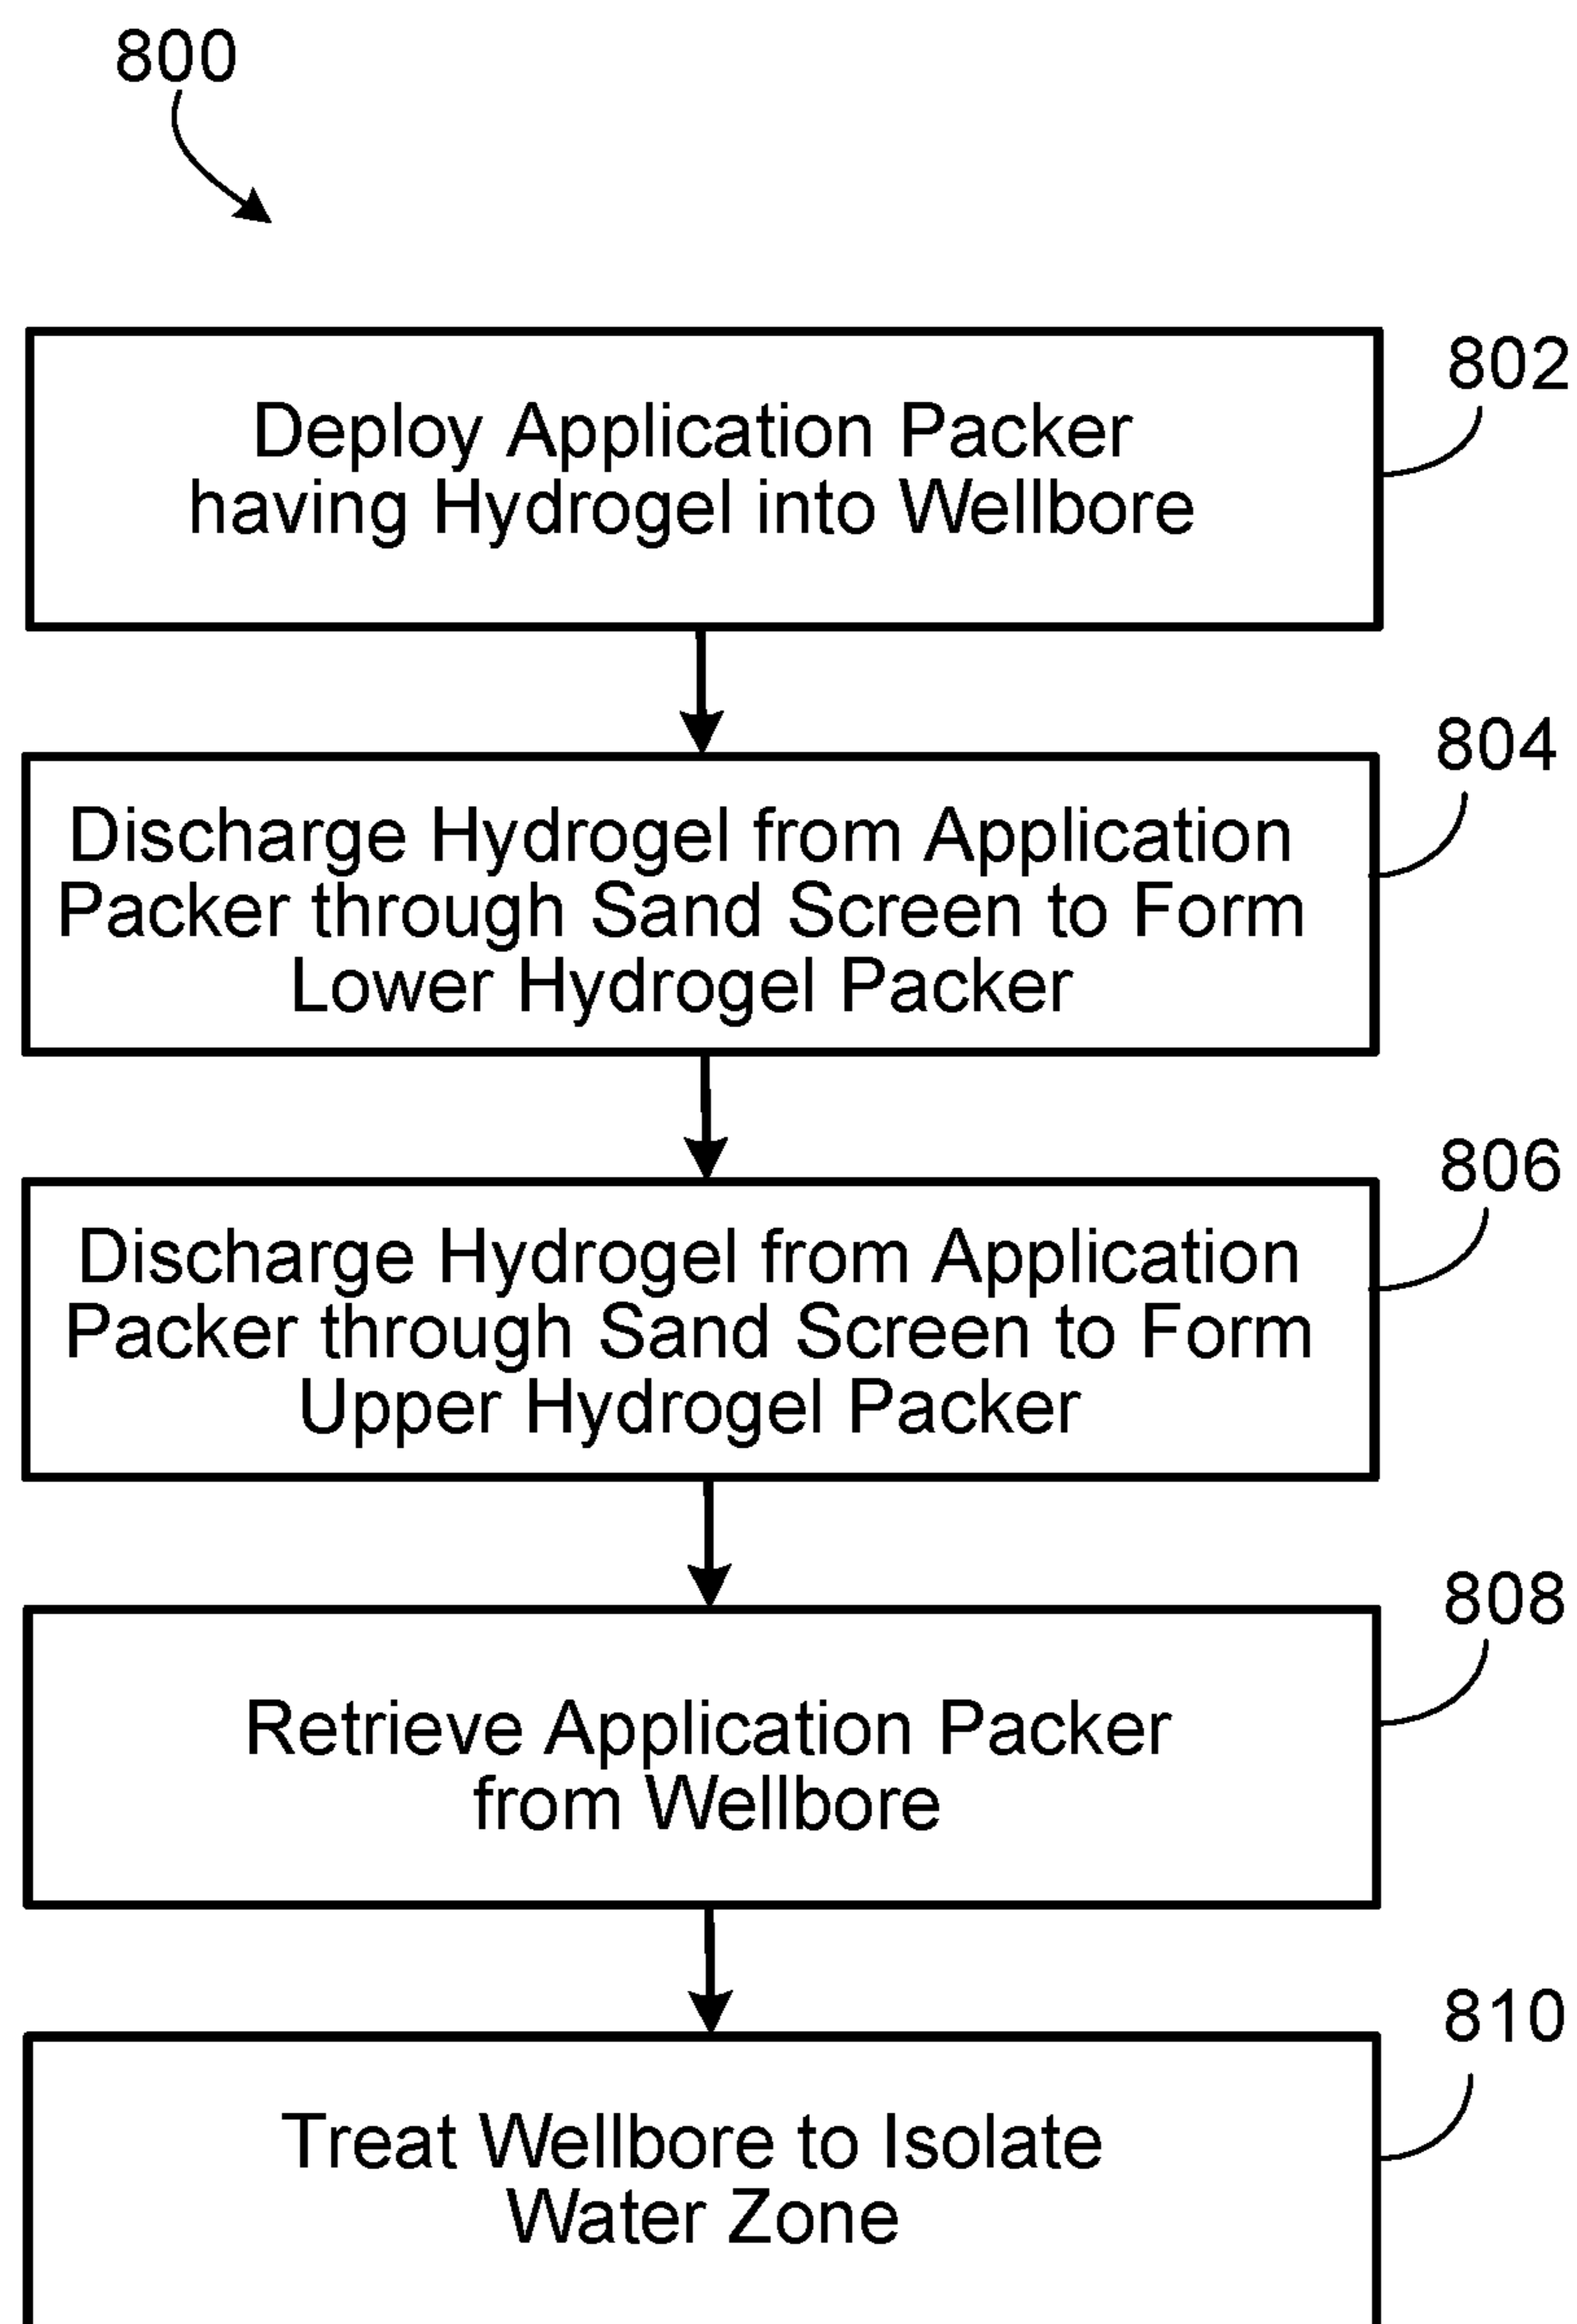 800
802
Deploy Application Packer
having Hydrogel into Wellbore
804
Discharge Hydrogel from Application
Packer through Sand Screen to Form
Lower Hydrogel Packer
806
Discharge Hydrogel from Application
Packer through Sand Screen to Form
Upper Hydrogel Packer
808
Retrieve Application Packer
from Wellbore
810
Treat Wellbore to Isolate
Water Zone